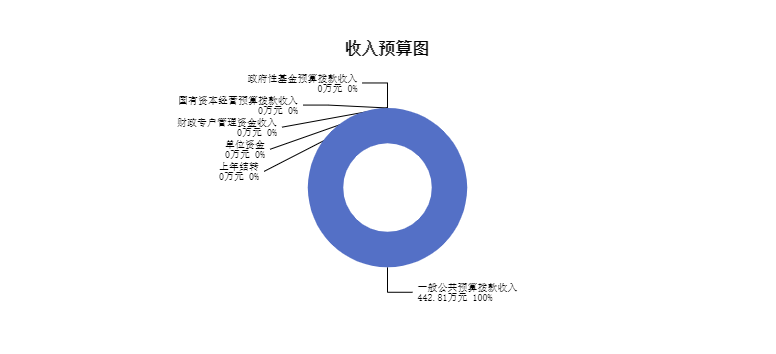 收入预算图
政府性基金预算拨款收入
0万元 0%
国有资本经营预算拨款收入
0万元 0%
财政专户管理资金收入
0万元 0%
单位资金
0万元 0%
上年结转
0万元 0%
一般公共预算拨款收入
442.81万元 100%